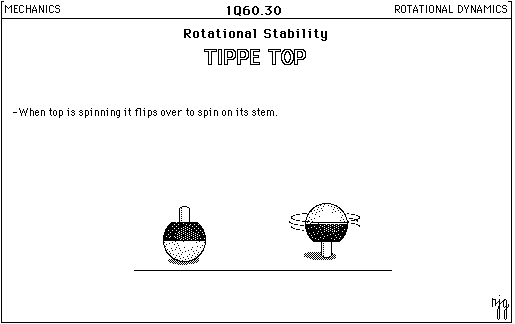 MECHANICS
1Q60.30
ROTATIONAL DYNAMICS
Rotational Stability
TIPPE TOP
-When top is spinning it flips over to spin on its stem.
njg